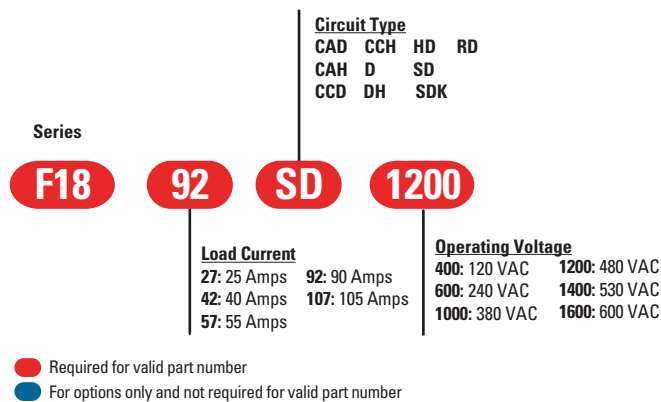 Circuit Type
CAD CCH HD RD
CAH D SD
CCD DH SDK
Series
F18 92 SD 1200
Load Current
27: 25 Amps 92: 90 Amps
42: 40 Amps 107: 105 Amps
57: 55 Amps
Operating Voltage
400: 120 VAC 1200: 480 VAC
600: 240 VAC 1400: 530 VAC
1000: 380 VAC 1600: 600 VAC
Required for valid part number
For options only and not required for valid part number